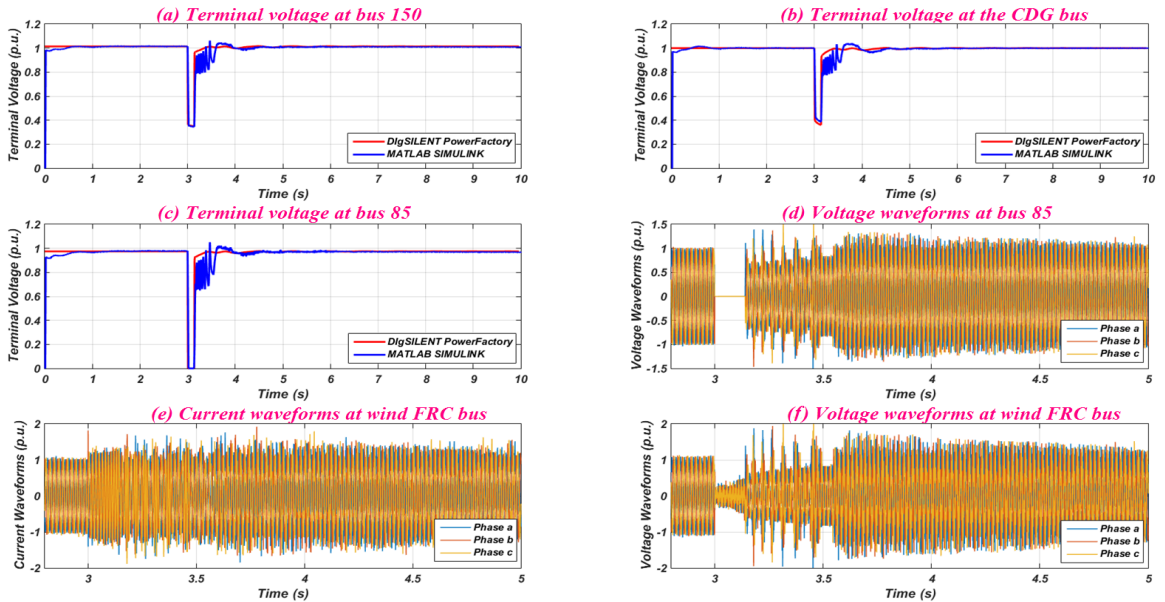 (a) Terminal voltage at bus 150
Terminal Voltage (p.u.)
1.2
1
0.8
0.6
0.4
0.2
0
DIgSILENT PowerFactory
MATLAB SIMULINK
0 1 2 3 4 5 6 7 8 9 10
Time (s)
(b) Terminal voltage at the CDG bus
Terminal Voltage (p.u.)
1.2
1
0.8
0.6
0.4
0.2
0
DIgSILENT PowerFactory
MATLAB SIMULINK
0 1 2 3 4 5 6 7 8 9 10
Time (s)
(c) Terminal voltage at bus 85
Terminal Voltage (p.u.)
1.2
1
0.8
0.6
0.4
0.2
0
DIgSILENT PowerFactory
MATLAB SIMULINK
0 1 2 3 4 5 6 7 8 9 10
Time (s)
(d) Voltage waveforms at bus 85
Voltage Waveforms (p.u.)
1.5
1
0.5
0
-0.5
-1
-1.5
Phase a
Phase b
Phase c
3 3.5 4 4.5 5
Time (s)
(e) Current waveforms at wind FRC bus
Current Waveforms (p.u.)
2
1
0
-1
-2
Phase a
Phase b
Phase c
3 3.5 4 4.5 5
Time (s)
(f) Voltage waveforms at wind FRC bus
Voltage Waveforms (p.u.)
2
1
0
-1
-2
Phase a
Phase b
Phase c
3 3.5 4 4.5 5
Time (s)